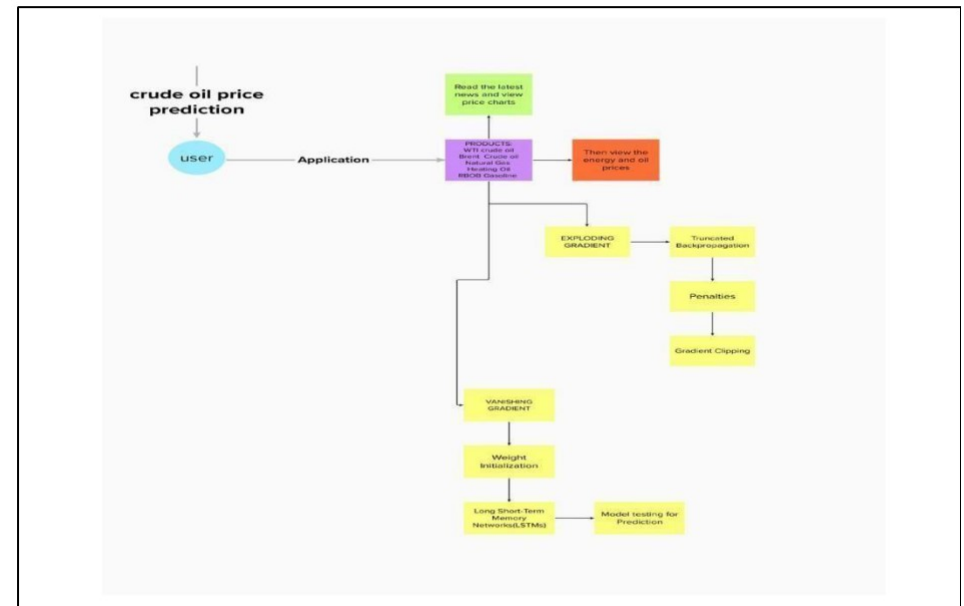 crude oil price
prediction
user
Application
Read the latest
news and view
price charts
PRODUCTS:
WTI crude oil
Brent Crude oil
Natural Gas
Heating Oil
RBOB Gasoline
Then view the
energy and oil
prices
EXPLODING
GRADIENT
Truncated
Backpropagation
Penalties
Gradient Clipping
VANISHING
GRADIENT
Weight
Initialization
Long Short-Term
Memory
Networks(LSTMs)
Model testing for
Prediction